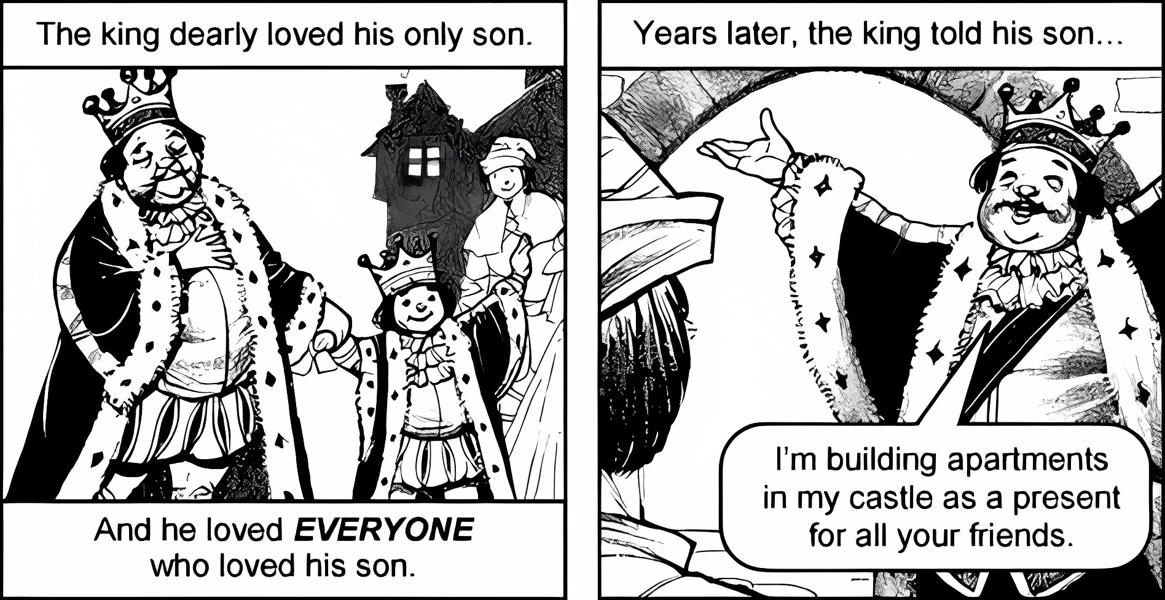 The king dearly loved his only son.
And he loved EVERYONE
who loved his son.
Years later, the king told his son...
I'm building apartments
in my castle as a present
for all your friends.